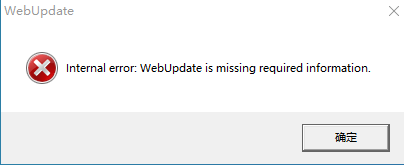 WebUpdate
Internal error: WebUpdate is missing required information.
确定